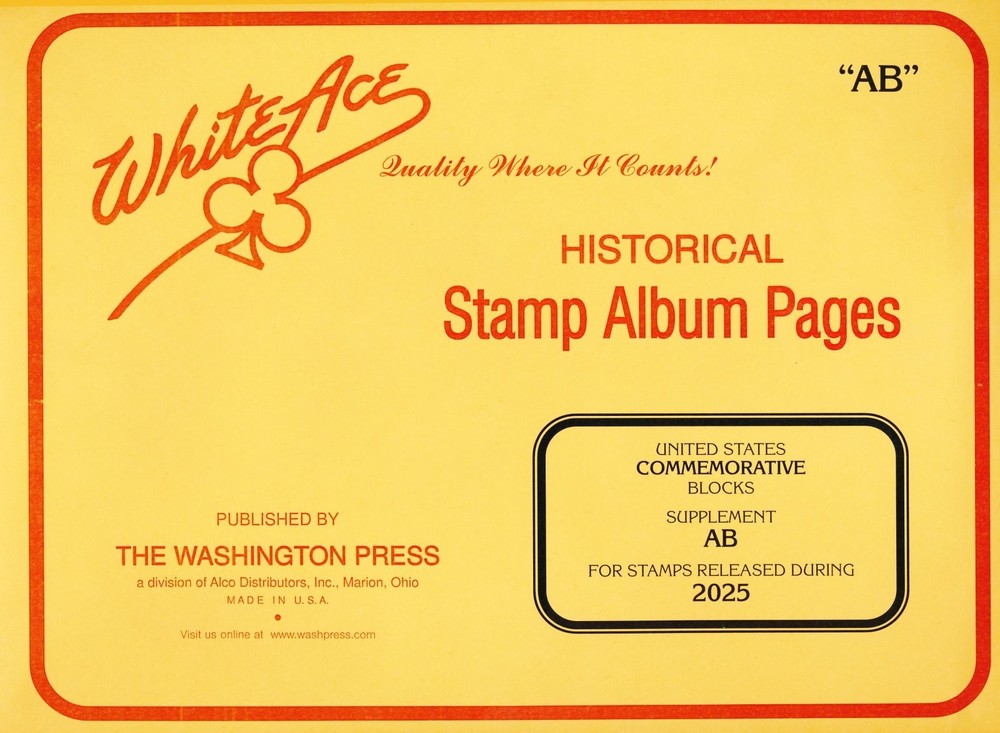 "AB"
White Ace
Quality Where It Counts!
HISTORICAL
Stamp Album Pages
UNITED STATES
COMMEMORATIVE
BLOCKS
SUPPLEMENT
AB
FOR STAMPS RELEASED DURING
2025
PUBLISHED BY
THE WASHINGTON PRESS
a division of Alco Distributors, Inc., Marion, Ohio
MADE IN U.S.A.
Visit us online at www.washpress.com